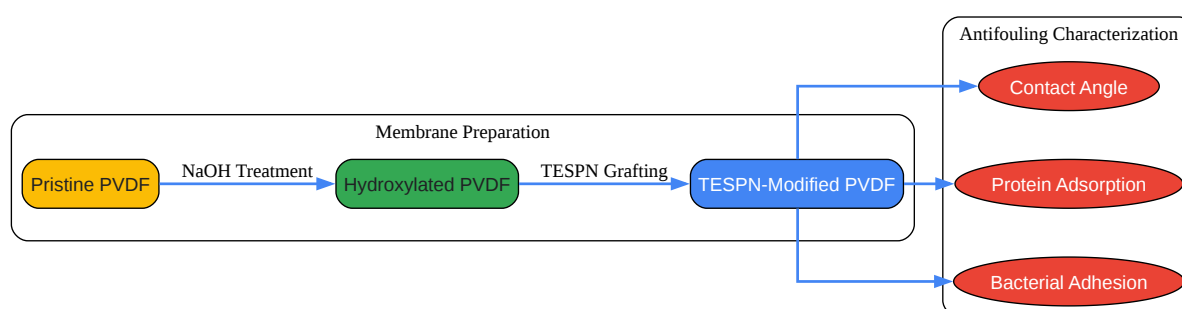 Antifouling Characterization
Contact Angle
Membrane Preparation
Pristine PVDF
NaOH Treatment
Hydroxylated PVDF
TESPN Grafting
TESPN-Modified PVDF
Protein Adsorption
Bacterial Adhesion